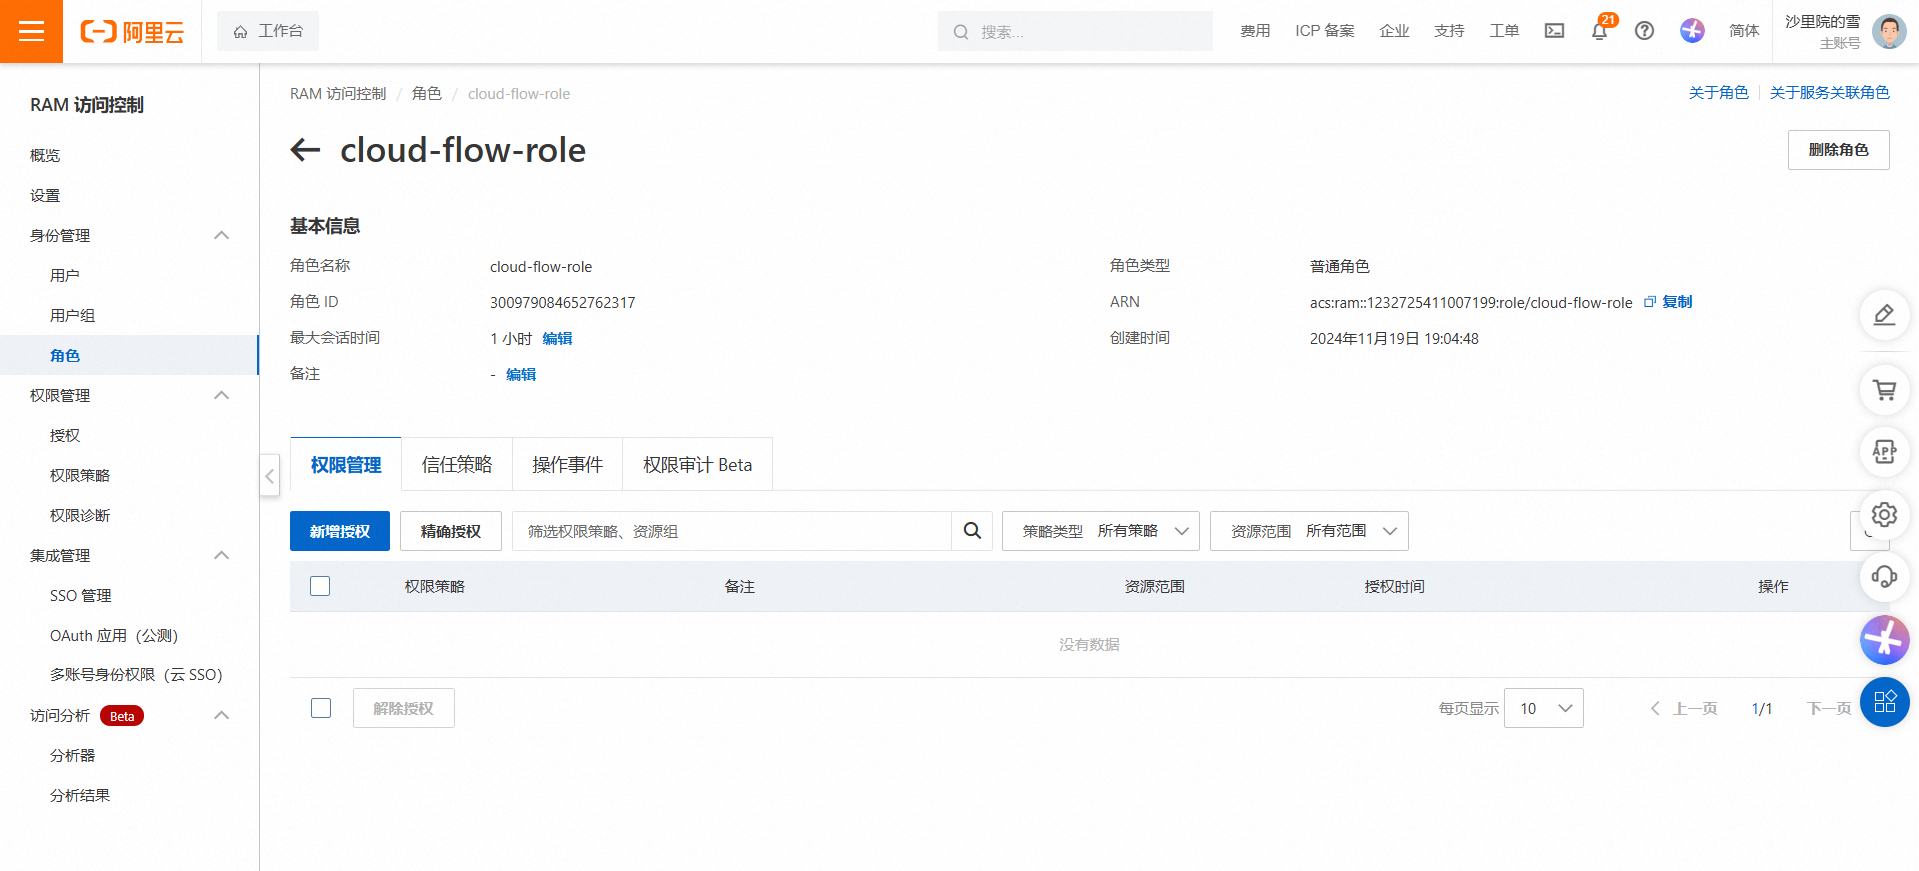 阿里云
工作台
搜索...
费用
ICP 备案
企业
支持
工单
21
简体
沙里院的雪
主账号
RAM 访问控制
概览
设置
身份管理
用户
用户组
角色
权限管理
授权
权限策略
权限诊断
集成管理
SSO 管理
OAuth 应用（公测）
多账号身份权限（云 SSO）
访问分析 Beta
分析器
分析结果
RAM 访问控制 / 角色 / cloud-flow-role
关于角色
关于服务关联角色
cloud-flow-role
删除角色
基本信息
角色名称 cloud-flow-role
角色类型 普通角色
角色 ID 300979084652762317
ARN acs:ram::1232725411007199:role/cloud-flow-role 复制
最大会话时间 1 小时 编辑
创建时间 2024年11月19日 19:04:48
备注 - 编辑
权限管理 信任策略 操作事件 权限审计 Beta
新增授权 精确授权 筛选权限策略、资源组 策略类型 所有策略 资源范围 所有范围
权限策略 备注 资源范围 授权时间 操作
没有数据
解除授权
每页显示 10 上一页 1/1 下一页
APP